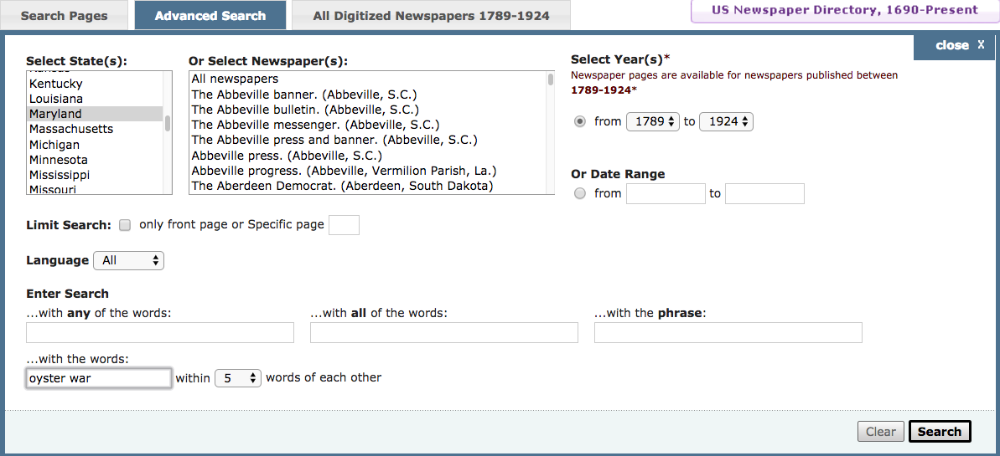 Search Pages
Advanced Search
All Digitized Newspapers 1789-1924
US Newspaper Directory, 1690-Present
close X
Select State(s):
Kansas
Kentucky
Louisiana
Maryland
Massachusetts
Michigan
Minnesota
Mississippi
Missouri
Or Select Newspaper(s):
All newspapers
The Abbeville banner. (Abbeville, S.C.)
The Abbeville bulletin. (Abbeville, S.C.)
The Abbeville messenger. (Abbeville, S.C.)
The Abbeville press and banner. (Abbeville, S.C.)
Abbeville press. (Abbeville, S.C.)
Abbeville progress. (Abbeville, Vermilion Parish, La.)
The Aberdeen Democrat. (Aberdeen, South Dakota)
Select Year(s)*
Newspaper pages are available for newspapers published between
1789-1924*
from 1789 to 1924
Or Date Range
from to
Limit Search: only front page or Specific page
Language All
Enter Search
...with any of the words:
...with all of the words:
...with the phrase:
...with the words:
oyster war within 5 words of each other
Clear Search